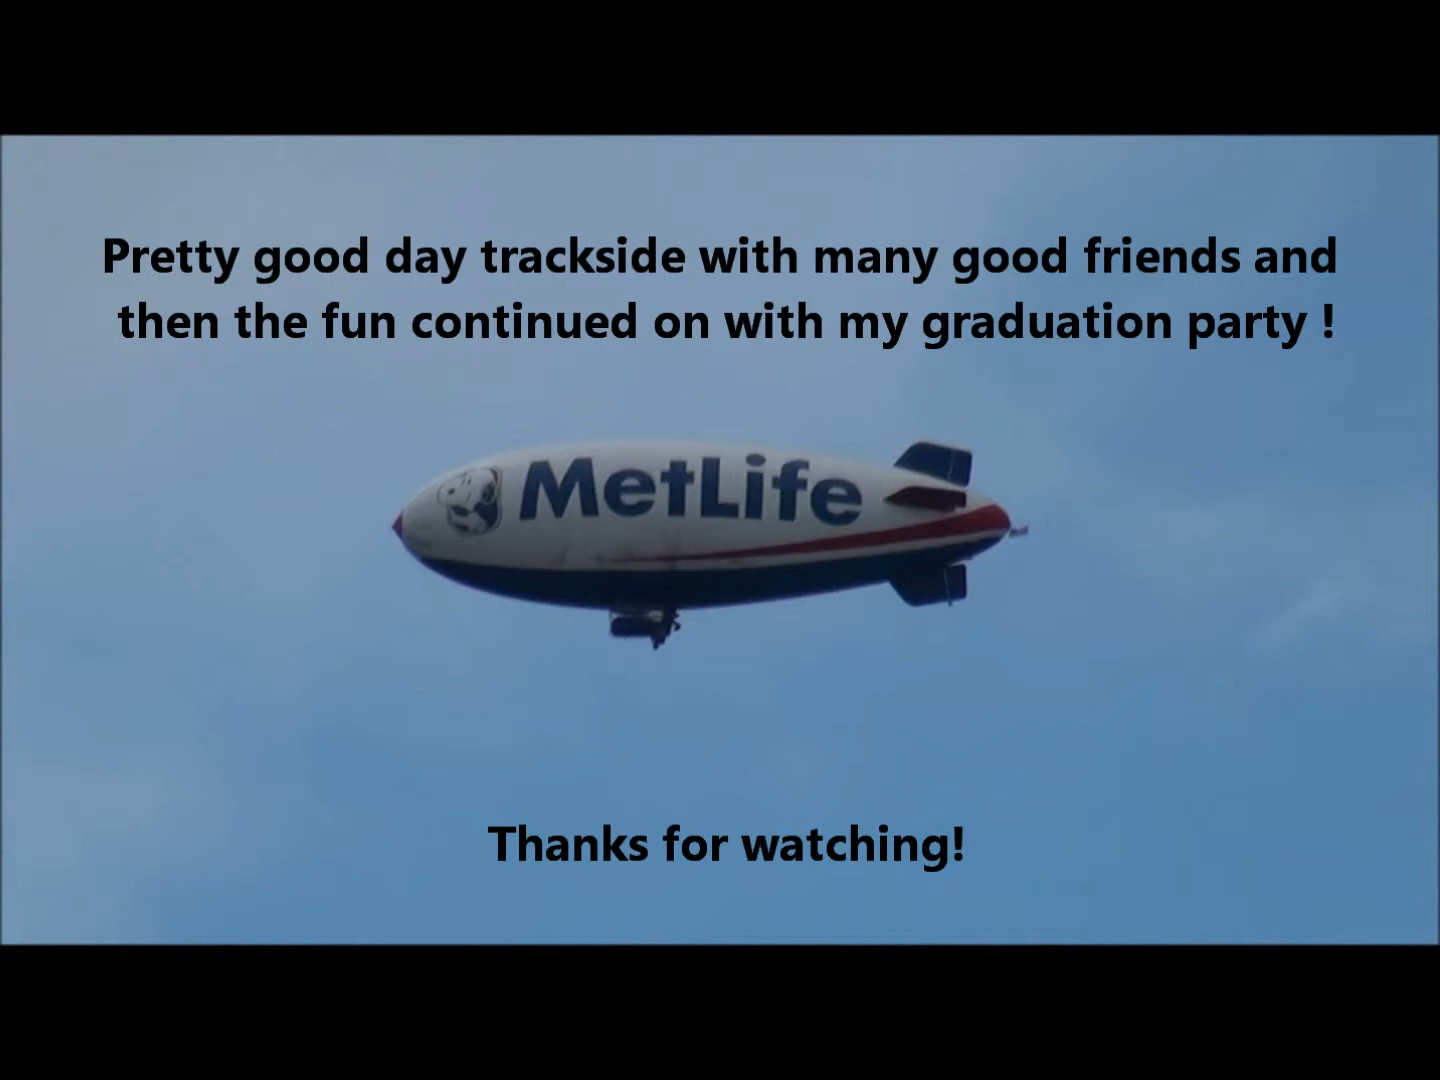 Pretty good day trackside with many good friends and
then the fun continued on with my graduation party !
MetLife
Thanks for watching!